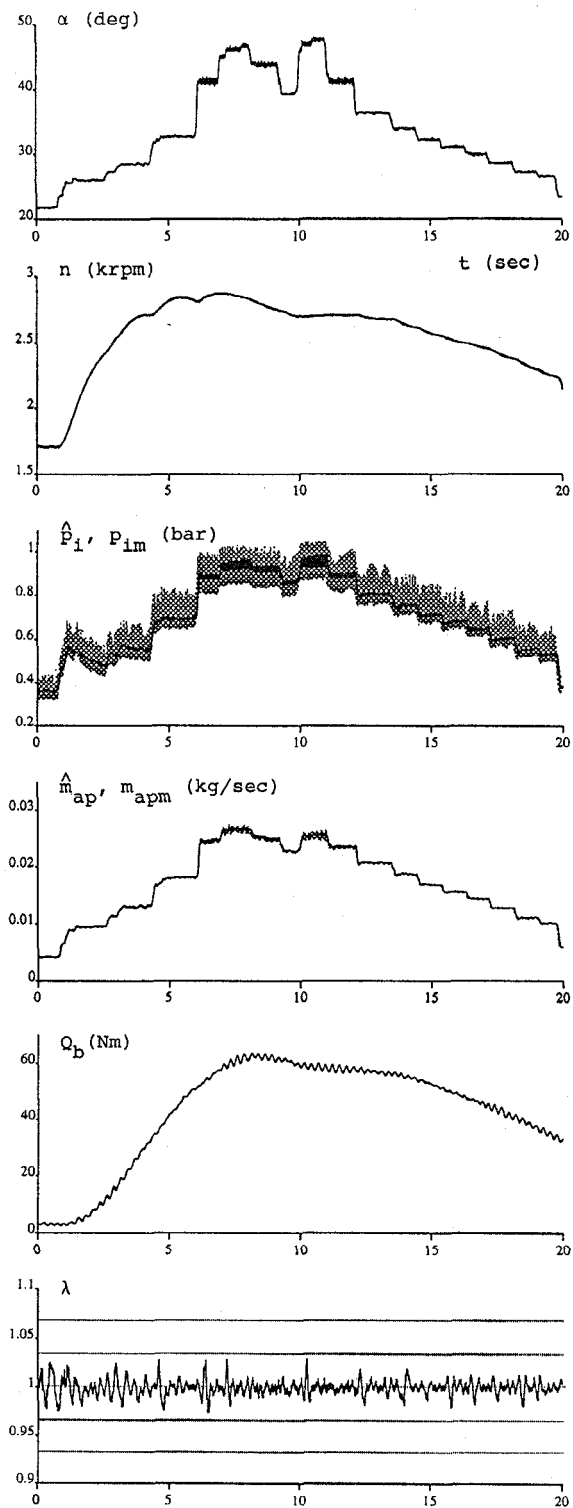 α (deg)
50
40
30
20
0 5 10 15 20
n (krpm)
t (sec)
3
2.5
2
1.5
0 5 10 15 20
p̂i, pim (bar)
1
0.8
0.6
0.4
0.2
0 5 10 15 20
m̂ap, mapm (kg/sec)
0.03
0.02
0.01
0
0 5 10 15 20
Qb(Nm)
60
40
20
0
0 5 10 15 20
λ
1.1
1.05
1
0.95
0.9
0 5 10 15 20